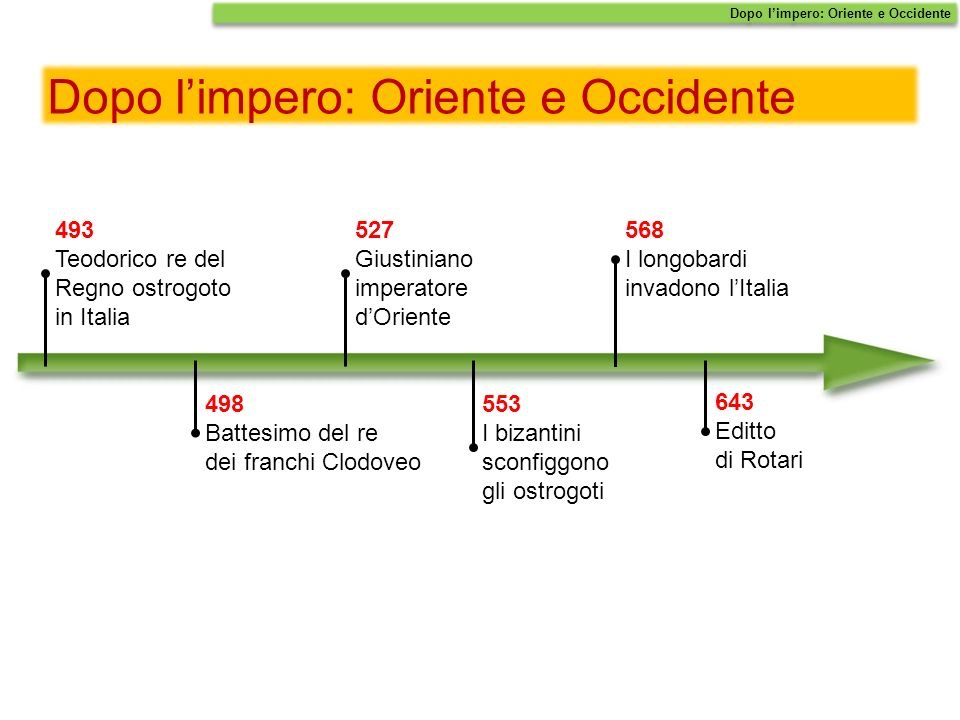 Dopo l’impero: Oriente e Occidente
Dopo l’impero: Oriente e Occidente
493
Teodorico re del
Regno ostrogoto
in Italia
527
Giustiniano
imperatore
d’Oriente
568
I longobardi
invadono l’Italia
498
Battesimo del re
dei franchi Clodoveo
553
I bizantini
sconfiggono
gli ostrogoti
643
Editto
di Rotari